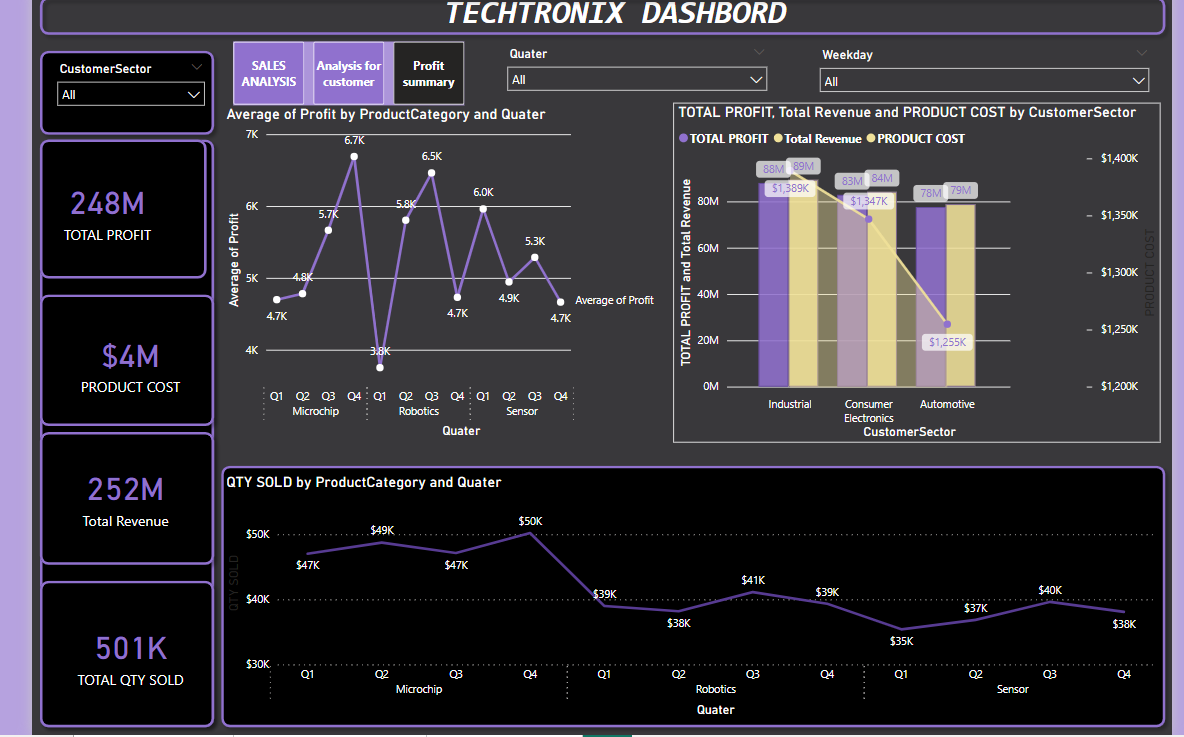 TECHTRONIX DASHBORD
CustomerSector
All
SALES
ANALYSIS
Analysis for
customer
Profit
summary
Quater
All
Weekday
All
248M
TOTAL PROFIT
$4M
PRODUCT COST
252M
Total Revenue
501K
TOTAL QTY SOLD
Average of Profit by ProductCategory and Quater
Average of Profit
7K
6K
5K
4K
4.7K
4.8K
5.7K
6.7K
3.8K
5.8K
6.5K
4.7K
6.0K
4.9K
5.3K
4.7K
Average of Profit
Q1 Q2 Q3 Q4 Q1 Q2 Q3 Q4 Q1 Q2 Q3 Q4
Microchip Robotics Sensor
Quater
TOTAL PROFIT, Total Revenue and PRODUCT COST by CustomerSector
TOTAL PROFIT Total Revenue PRODUCT COST
TOTAL PROFIT and Total Revenue
80M
60M
40M
20M
0M
88M 89M
$1,389K
83M 84M
$1,347K
78M 79M
$1,255K
$1,400K
$1,350K
$1,300K
$1,250K
$1,200K
PRODUCT COST
Industrial Consumer Automotive
Electronics
CustomerSector
QTY SOLD by ProductCategory and Quater
QTY SOLD
$50K
$40K
$30K
$47K
$49K
$47K
$50K
$39K
$38K
$41K
$39K
$35K
$37K
$40K
$38K
Q1 Q2 Q3 Q4 Q1 Q2 Q3 Q4 Q1 Q2 Q3 Q4
Microchip Robotics Sensor
Quater